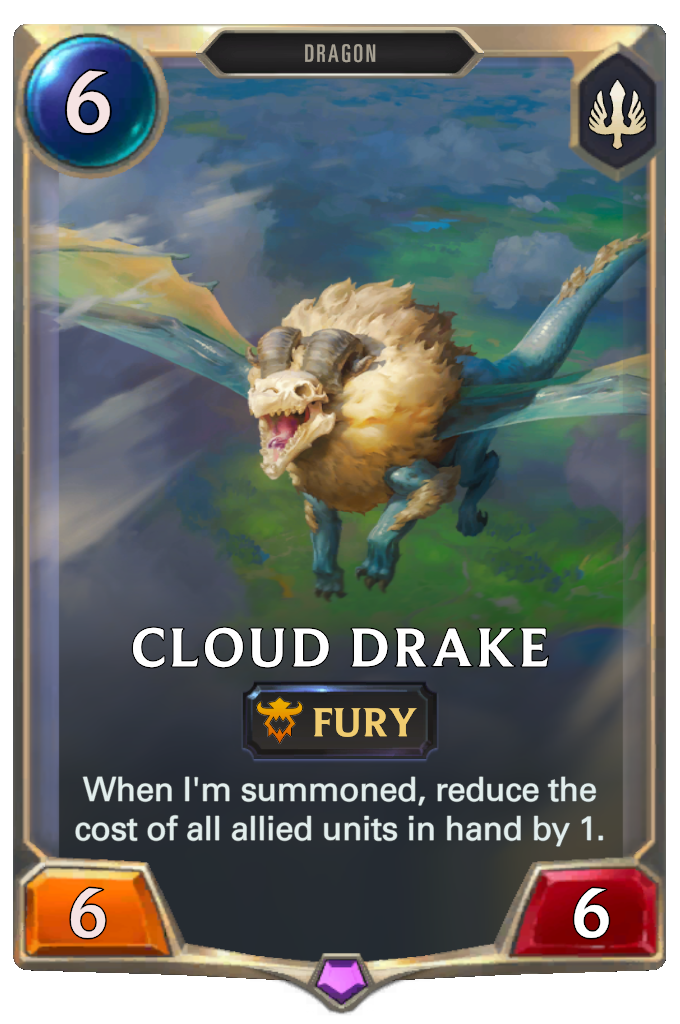 DRAGON
6
CLOUD DRAKE
FURY
When I'm summoned, reduce the
cost of all allied units in hand by 1.
6
6